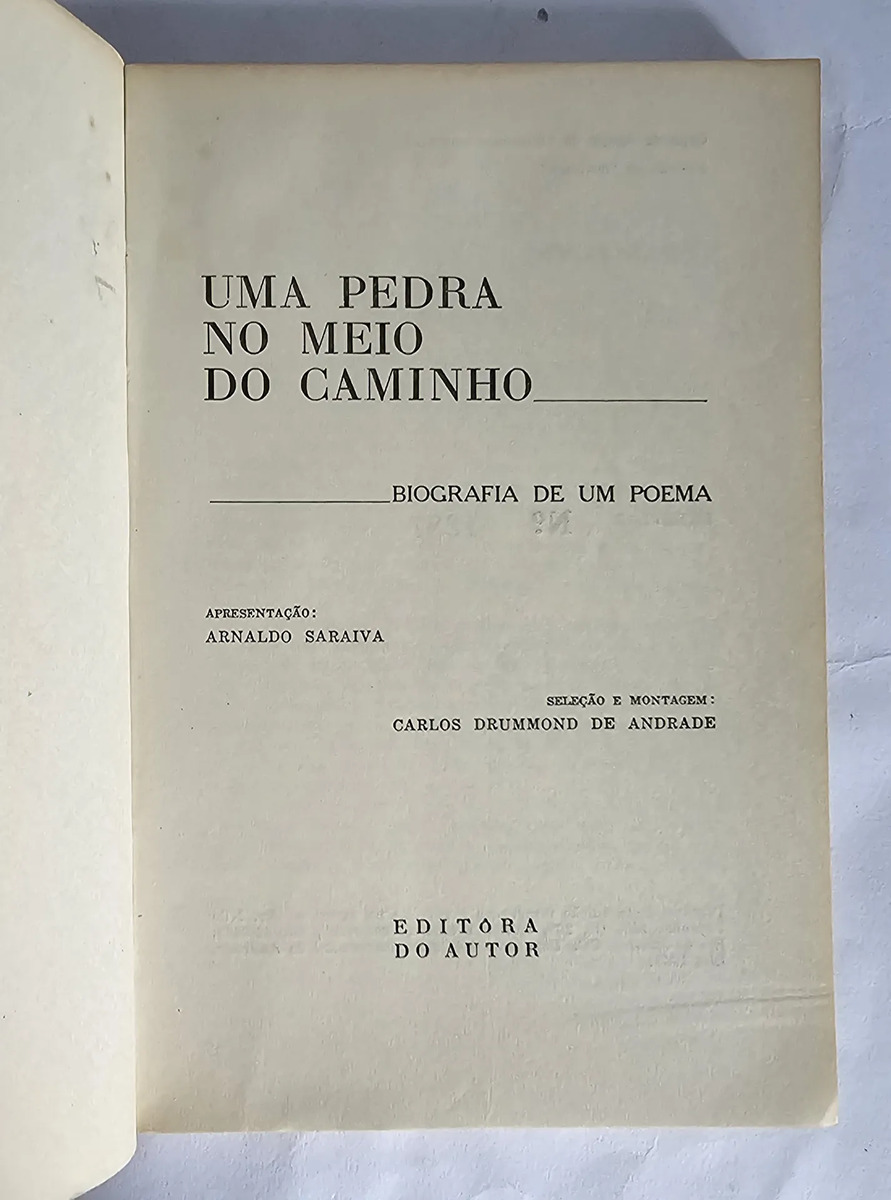 UMA PEDRA
NO MEIO
DO CAMINHO
BIOGRAFIA DE UM POEMA
APRESENTAÇÃO:
ARNALDO SARAIVA
SELEÇÃO E MONTAGEM:
CARLOS DRUMMOND DE ANDRADE
EDITÔRA
DO AUTOR